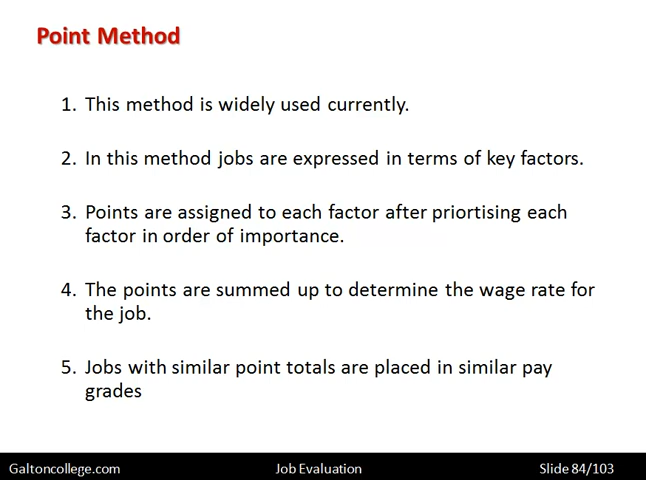 Point Method
1. This method is widely used currently.
2. In this method jobs are expressed in terms of key factors.
3. Points are assigned to each factor after priortising each
factor in order of importance.
4. The points are summed up to determine the wage rate for
the job.
5. Jobs with similar point totals are placed in similar pay
grades
Galtoncollege.com Job Evaluation Slide 84/103